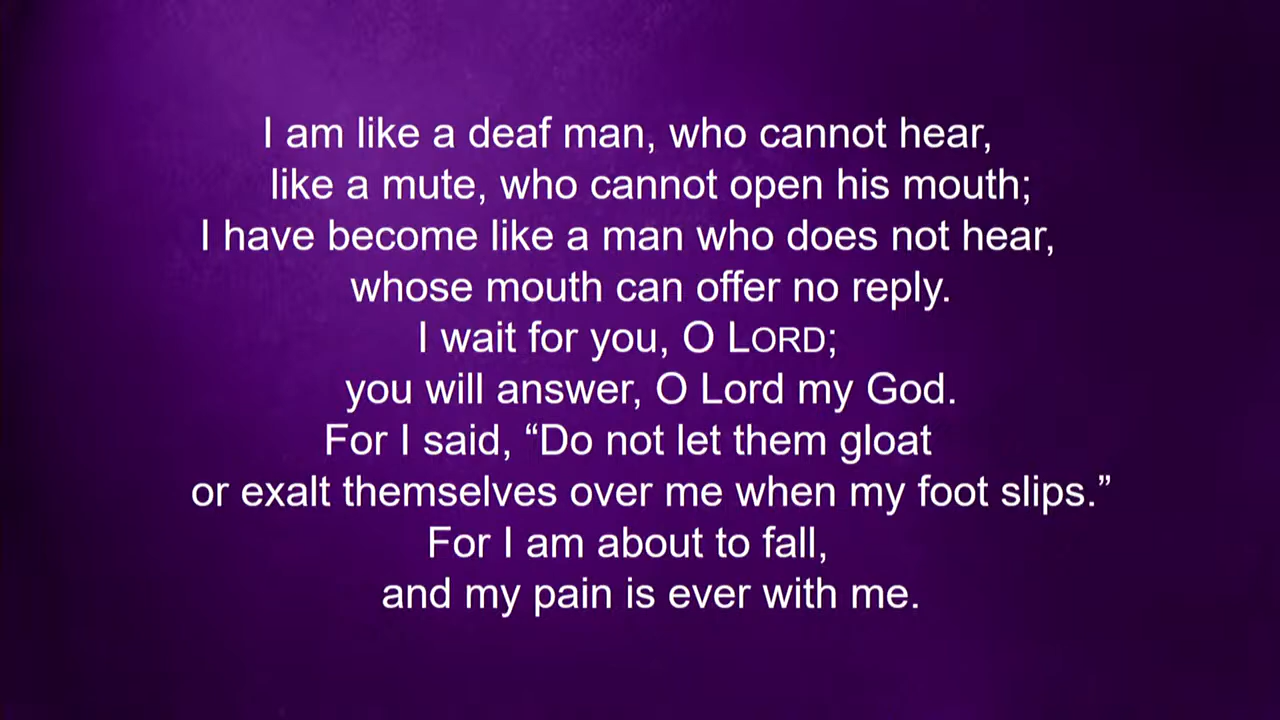 I am like a deaf man, who cannot hear,
like a mute, who cannot open his mouth;
I have become like a man who does not hear,
whose mouth can offer no reply.
I wait for you, O LORD;
you will answer, O Lord my God.
For I said, “Do not let them gloat
or exalt themselves over me when my foot slips.”
For I am about to fall,
and my pain is ever with me.